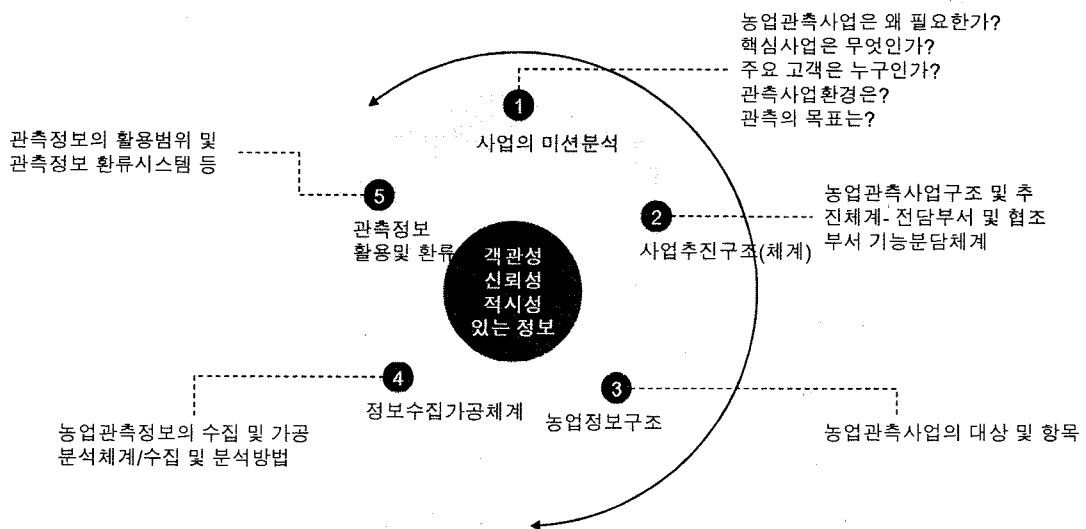 농업관측사업은 왜 필요한가?
핵심사업은 무엇인가?
주요 고객은 누구인가?
관측사업환경은?
관측의 목표는?
1
사업의 미션분석
관측정보의 활용범위 및
관측정보 환류시스템 등
5
관측정보
활용및 환류
2
사업추진구조(체계)
농업관측사업구조 및 추
진체계- 전담부서 및 협조
부서 기능분담체계
객관성
신뢰성
적시성
있는 정보
4
정보수집가공체계
3
농업정보구조
농업관측정보의 수집 및 가공
분석체계/수집 및 분석방법
농업관측사업의 대상 및 항목